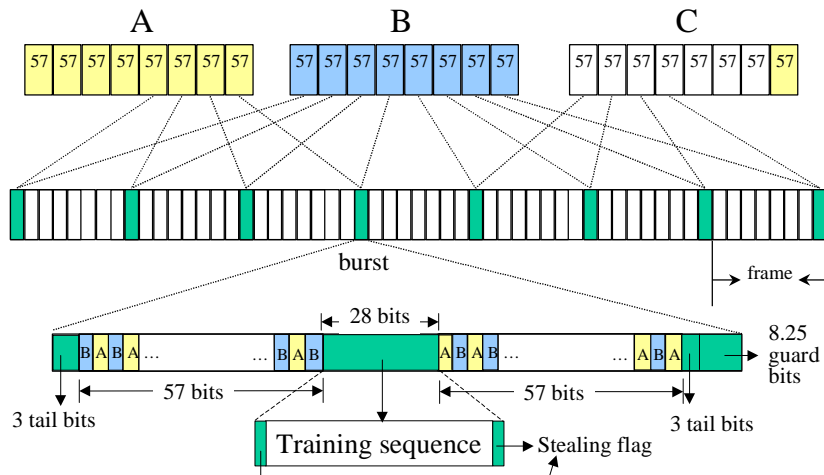 A B C
57 57 57 57 57 57 57 57 57 57 57 57 57 57 57 57 57 57 57 57 57 57 57 57
burst
frame
28 bits
B A B A ... ... B A B A B A B ... ... A B A
8.25
guard
bits
57 bits 57 bits
3 tail bits 3 tail bits
Training sequence
Stealing flag